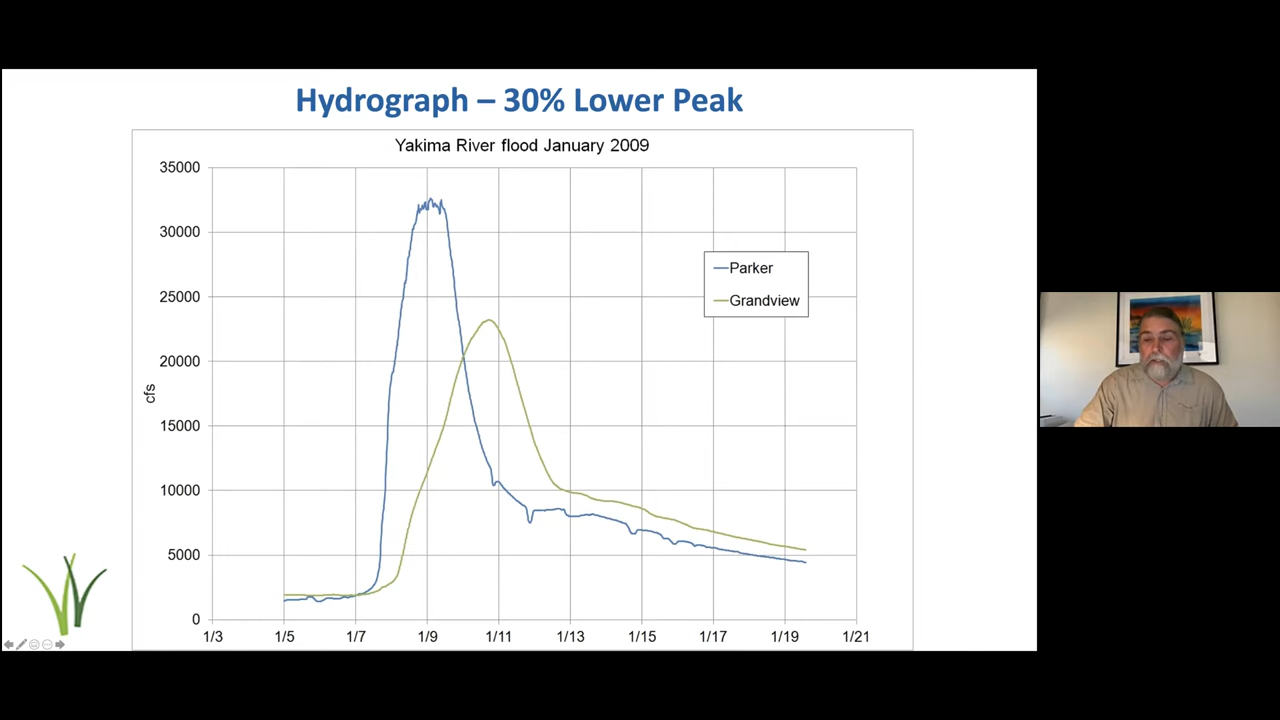 Hydrograph – 30% Lower Peak
Yakima River flood January 2009
35000
30000
25000
20000
15000
10000
5000
0
cfs
Parker
Grandview
1/3 1/5 1/7 1/9 1/11 1/13 1/15 1/17 1/19 1/21